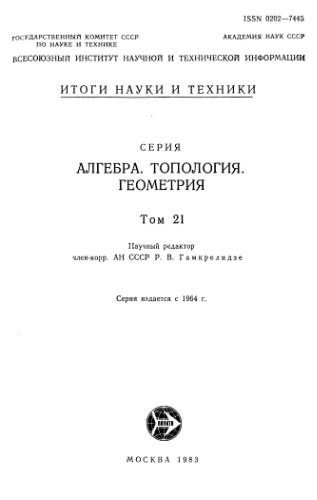 ISSN 0202—7445
ГОСУДАРСТВЕННЫЙ КОМИТЕТ СССР
ПО НАУКЕ И ТЕХНИКЕ
АКАДЕМИЯ НАУК СССР
ВСЕСОЮЗНЫЙ ИНСТИТУТ НАУЧНОЙ И ТЕХНИЧЕСКОЙ ИНФОРМАЦИИ
ИТОГИ НАУКИ И ТЕХНИКИ
СЕРИЯ
АЛГЕБРА. ТОПОЛОГИЯ.
ГЕОМЕТРИЯ
Том 21
Научный редактор
член-корр. АН СССР Р. В. Гамкрелидзе
Серия издается с 1964 г.
ВИНИТИ
МОСКВА 1983